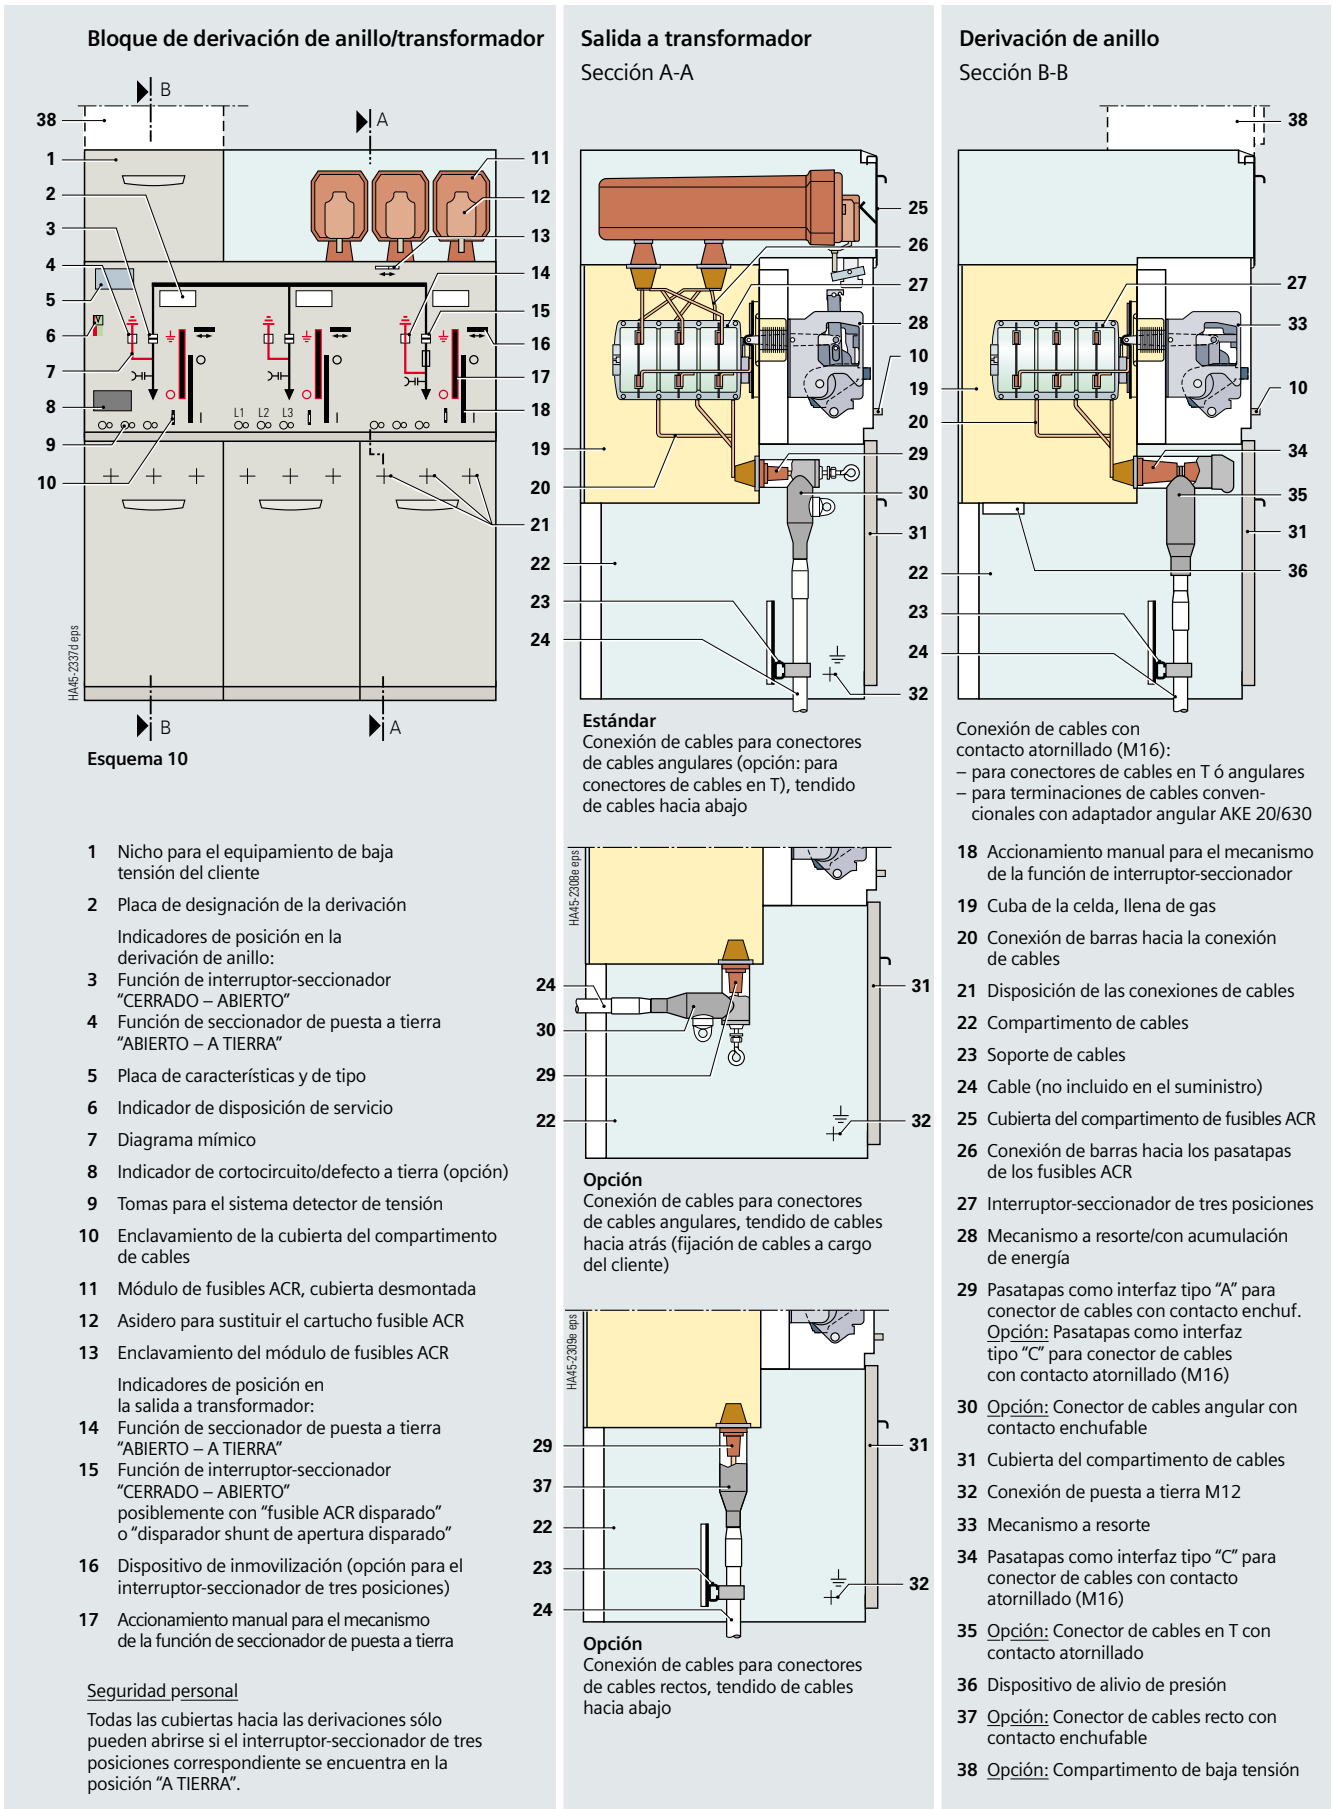 Bloque de derivación de anillo/transformador
B
A
38
1
2
3
4
5
6
7
8
9
10
11
12
13
14
15
16
17
18
19
20
21
22
23
24
V
L1 L2 L3
HA45-2337d eps
B
A
Esquema 10
1 Nicho para el equipamiento de baja
tensión del cliente
2 Placa de designación de la derivación
Indicadores de posición en la
derivación de anillo:
3 Función de interruptor-seccionador
“CERRADO – ABIERTO”
4 Función de seccionador de puesta a tierra
“ABIERTO – A TIERRA”
5 Placa de características y de tipo
6 Indicador de disposición de servicio
7 Diagrama mímico
8 Indicador de cortocircuito/defecto a tierra (opción)
9 Tomas para el sistema detector de tensión
10 Enclavamiento de la cubierta del compartimento
de cables
11 Módulo de fusibles ACR, cubierta desmontada
12 Asidero para sustituir el cartucho fusible ACR
13 Enclavamiento del módulo de fusibles ACR
Indicadores de posición en
la salida a transformador:
14 Función de seccionador de puesta a tierra
“ABIERTO – A TIERRA”
15 Función de interruptor-seccionador
“CERRADO – ABIERTO”
posiblemente con “fusible ACR disparado”
o “disparador shunt de apertura disparado”
16 Dispositivo de inmovilización (opción para el
interruptor-seccionador de tres posiciones)
17 Accionamiento manual para el mecanismo
de la función de seccionador de puesta a tierra
Seguridad personal
Todas las cubiertas hacia las derivaciones sólo
pueden abrirse si el interruptor-seccionador de tres
posiciones correspondiente se encuentra en la
posición “A TIERRA”.
Salida a transformador
Sección A-A
25
26
27
28
10
29
30
31
32
Estándar
Conexión de cables para conectores
de cables angulares (opción: para
conectores de cables en T), tendido
de cables hacia abajo
HA45-2308e eps
24
30
29
22
31
32
Opción
Conexión de cables para conectores
de cables angulares, tendido de cables
hacia atrás (fijación de cables a cargo
del cliente)
HA45-2309e eps
29
37
22
23
24
31
32
Opción
Conexión de cables para conectores
de cables rectos, tendido de cables
hacia abajo
Derivación de anillo
Sección B-B
38
27
33
10
34
35
31
36
19
20
22
23
24
Conexión de cables con
contacto atornillado (M16):
– para conectores de cables en T ó angulares
– para terminaciones de cables conven-
cionales con adaptador angular AKE 20/630
18 Accionamiento manual para el mecanismo
de la función de interruptor-seccionador
19 Cuba de la celda, llena de gas
20 Conexión de barras hacia la conexión
de cables
21 Disposición de las conexiones de cables
22 Compartimento de cables
23 Soporte de cables
24 Cable (no incluido en el suministro)
25 Cubierta del compartimento de fusibles ACR
26 Conexión de barras hacia los pasatapas
de los fusibles ACR
27 Interruptor-seccionador de tres posiciones
28 Mecanismo a resorte/con acumulación
de energía
29 Pasatapas como interfaz tipo “A” para
conector de cables con contacto enchuf.
Opción: Pasatapas como interfaz
tipo “C” para conector de cables
con contacto atornillado (M16)
30 Opción: Conector de cables angular con
contacto enchufable
31 Cubierta del compartimento de cables
32 Conexión de puesta a tierra M12
33 Mecanismo a resorte
34 Pasatapas como interfaz tipo “C” para
conector de cables con contacto
atornillado (M16)
35 Opción: Conector de cables en T con
contacto atornillado
36 Dispositivo de alivio de presión
37 Opción: Conector de cables recto con
contacto enchufable
38 Opción: Compartimento de baja tensión